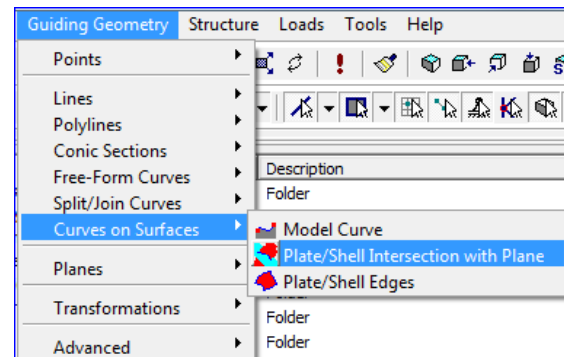 Guiding Geometry Structure Loads Tools Help
Points
Lines
Polylines
Conic Sections
Free-Form Curves
Split/Join Curves
Curves on Surfaces
Planes
Transformations
Advanced
Description
Folder
Model Curve
Plate/Shell Intersection with Plane
Plate/Shell Edges
Folder
Folder